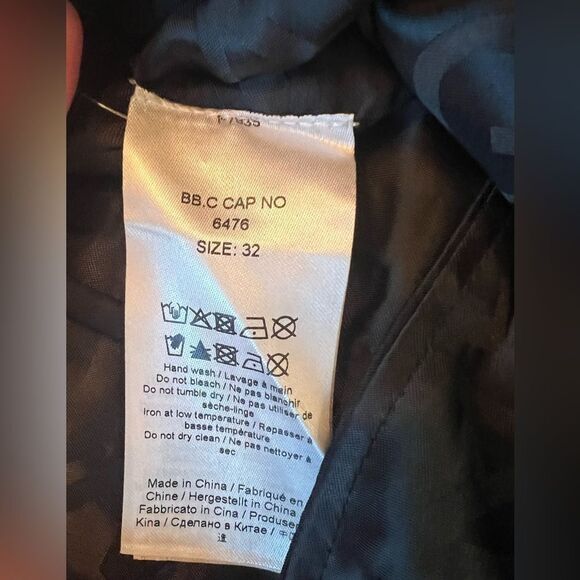 BB.C CAP NO
6476
SIZE: 32
Hand wash / Lavage à main
Do not bleach / Ne pas blanchir
Do not tumble dry / Ne pas utiliser de
sèche-linge
Iron at low temperature / Repasser à
basse température
Do not dry clean / Ne pas nettoyer à
sec
Made in China / Fabriqué en
Chine / Hergestellt in China
Fabbricato in Cina / Produser
Kina / Сделано в Китае / 中